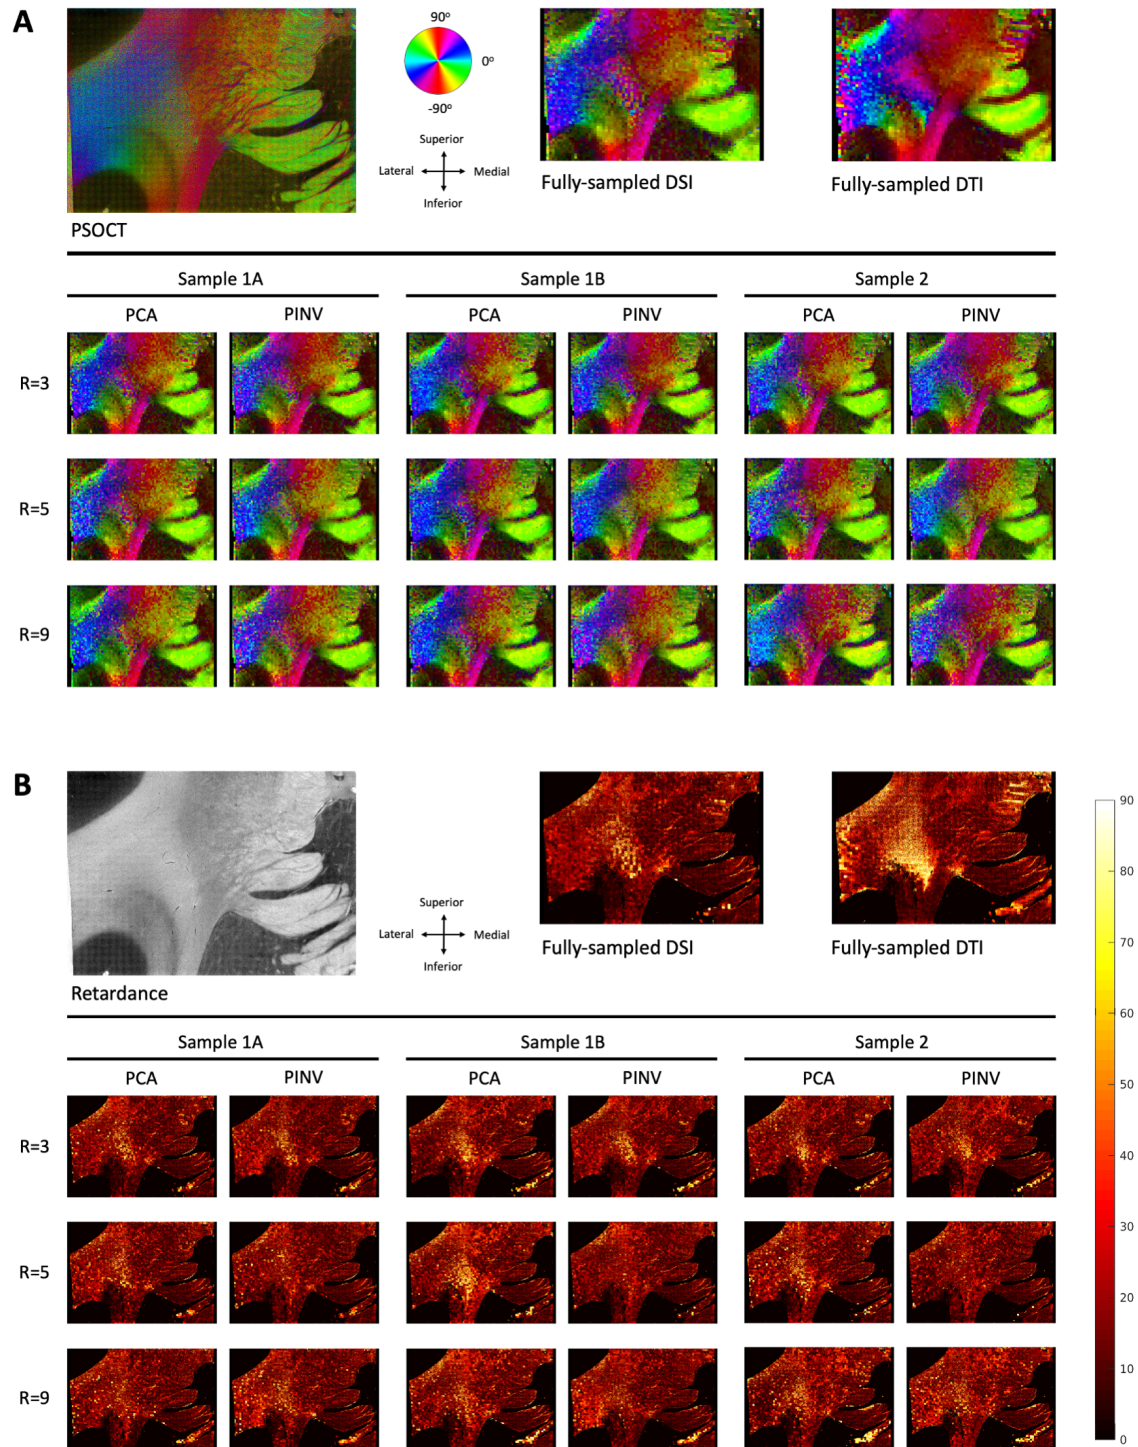 A
90°
0°
-90°
Superior
Lateral Medial
Inferior
PSOCT
Fully-sampled DSI
Fully-sampled DTI
Sample 1A Sample 1B Sample 2
PCA PINV PCA PINV PCA PINV
R=3
R=5
R=9
B
Superior
Lateral Medial
Inferior
Retardance
Fully-sampled DSI
Fully-sampled DTI
Sample 1A Sample 1B Sample 2
PCA PINV PCA PINV PCA PINV
R=3
R=5
R=9
90
80
70
60
50
40
30
20
10
0